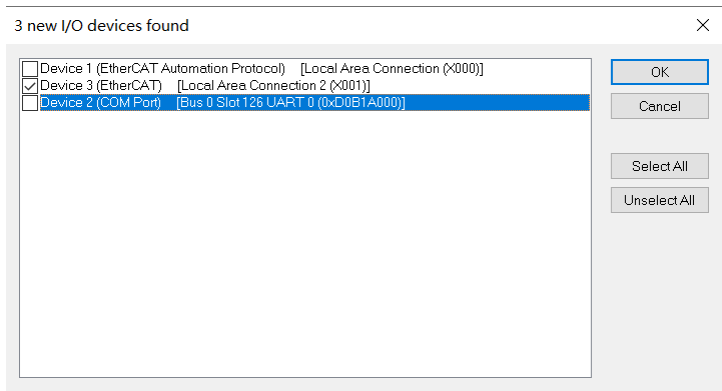 3 new I/O devices found
Device 1 (EtherCAT Automation Protocol) [Local Area Connection (X000)]
Device 3 (EtherCAT) [Local Area Connection 2 (X001)]
Device 2 (COM Port) [Bus 0 Slot 126 UART 0 (0xD0B1A000)]
OK
Cancel
Select All
Unselect All